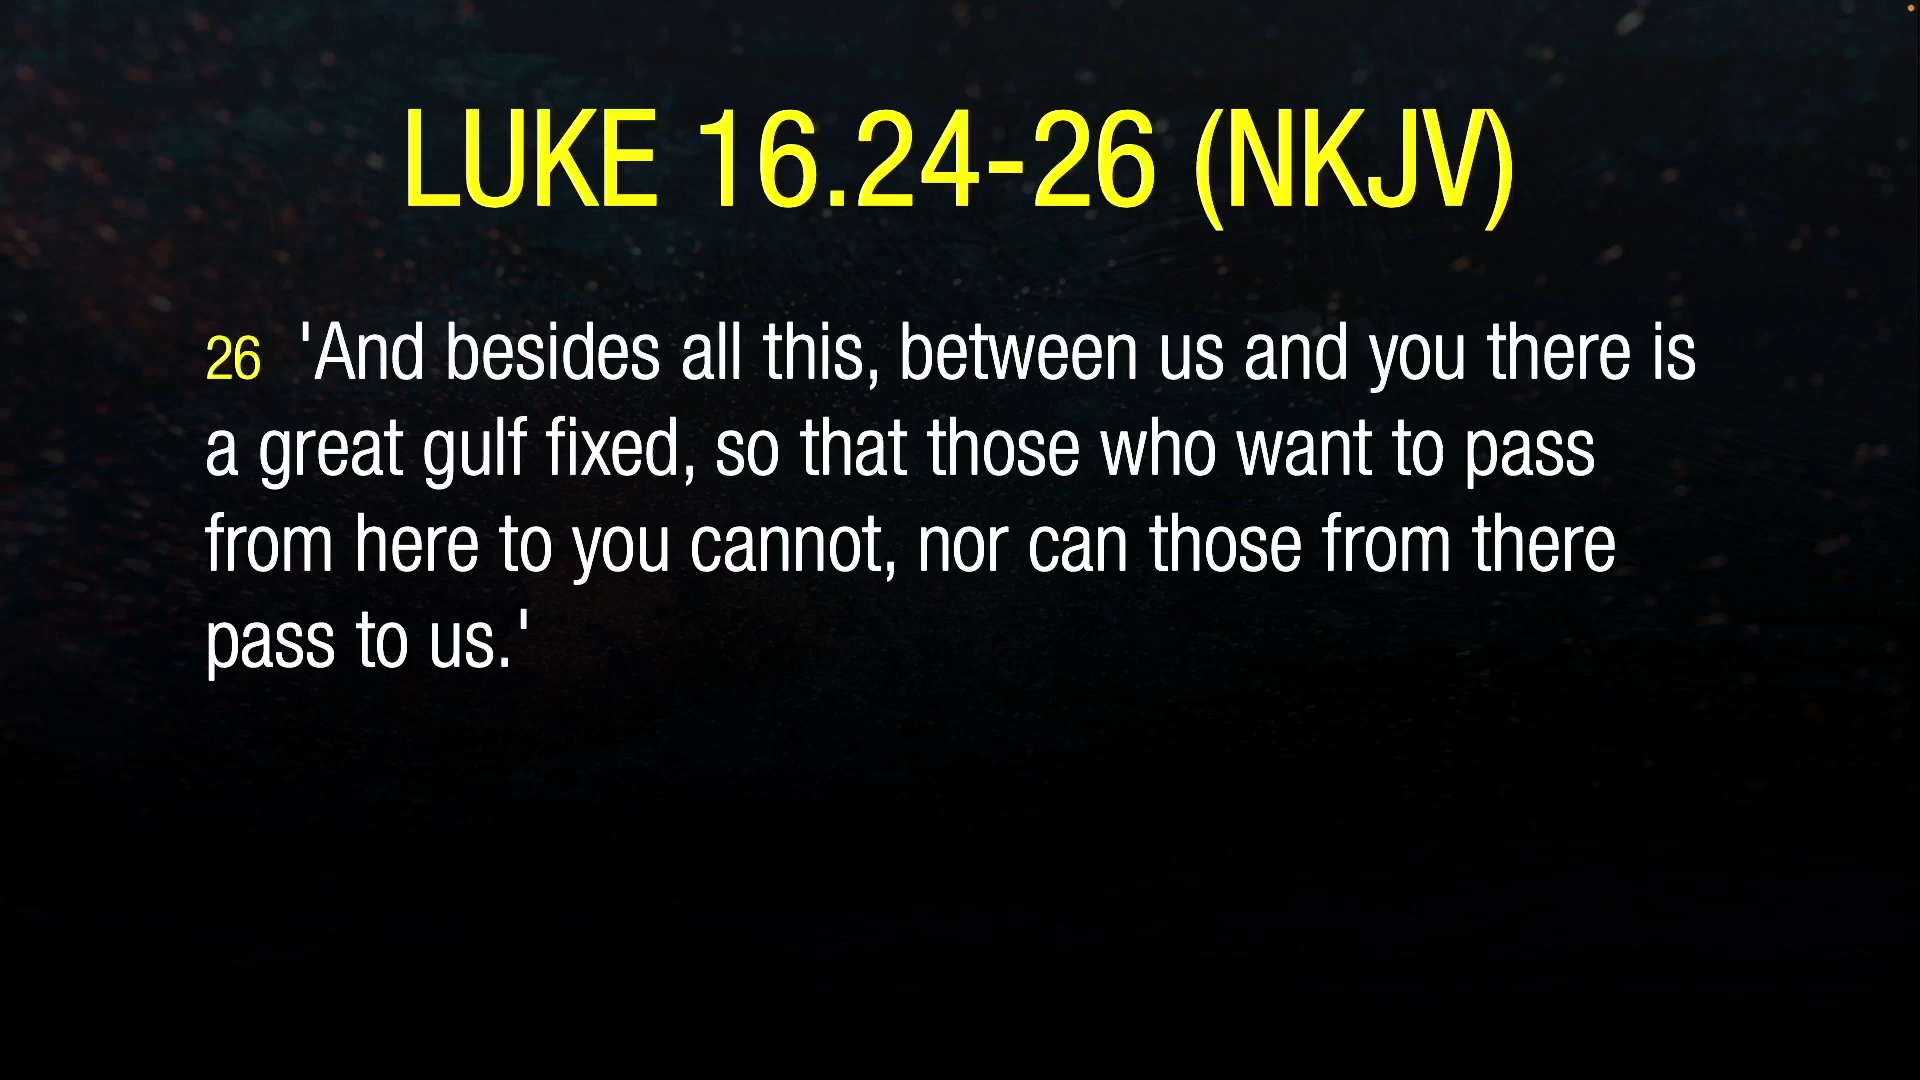 LUKE 16.24-26 (NKJV)
26 'And besides all this, between us and you there is
a great gulf fixed, so that those who want to pass
from here to you cannot, nor can those from there
pass to us.'